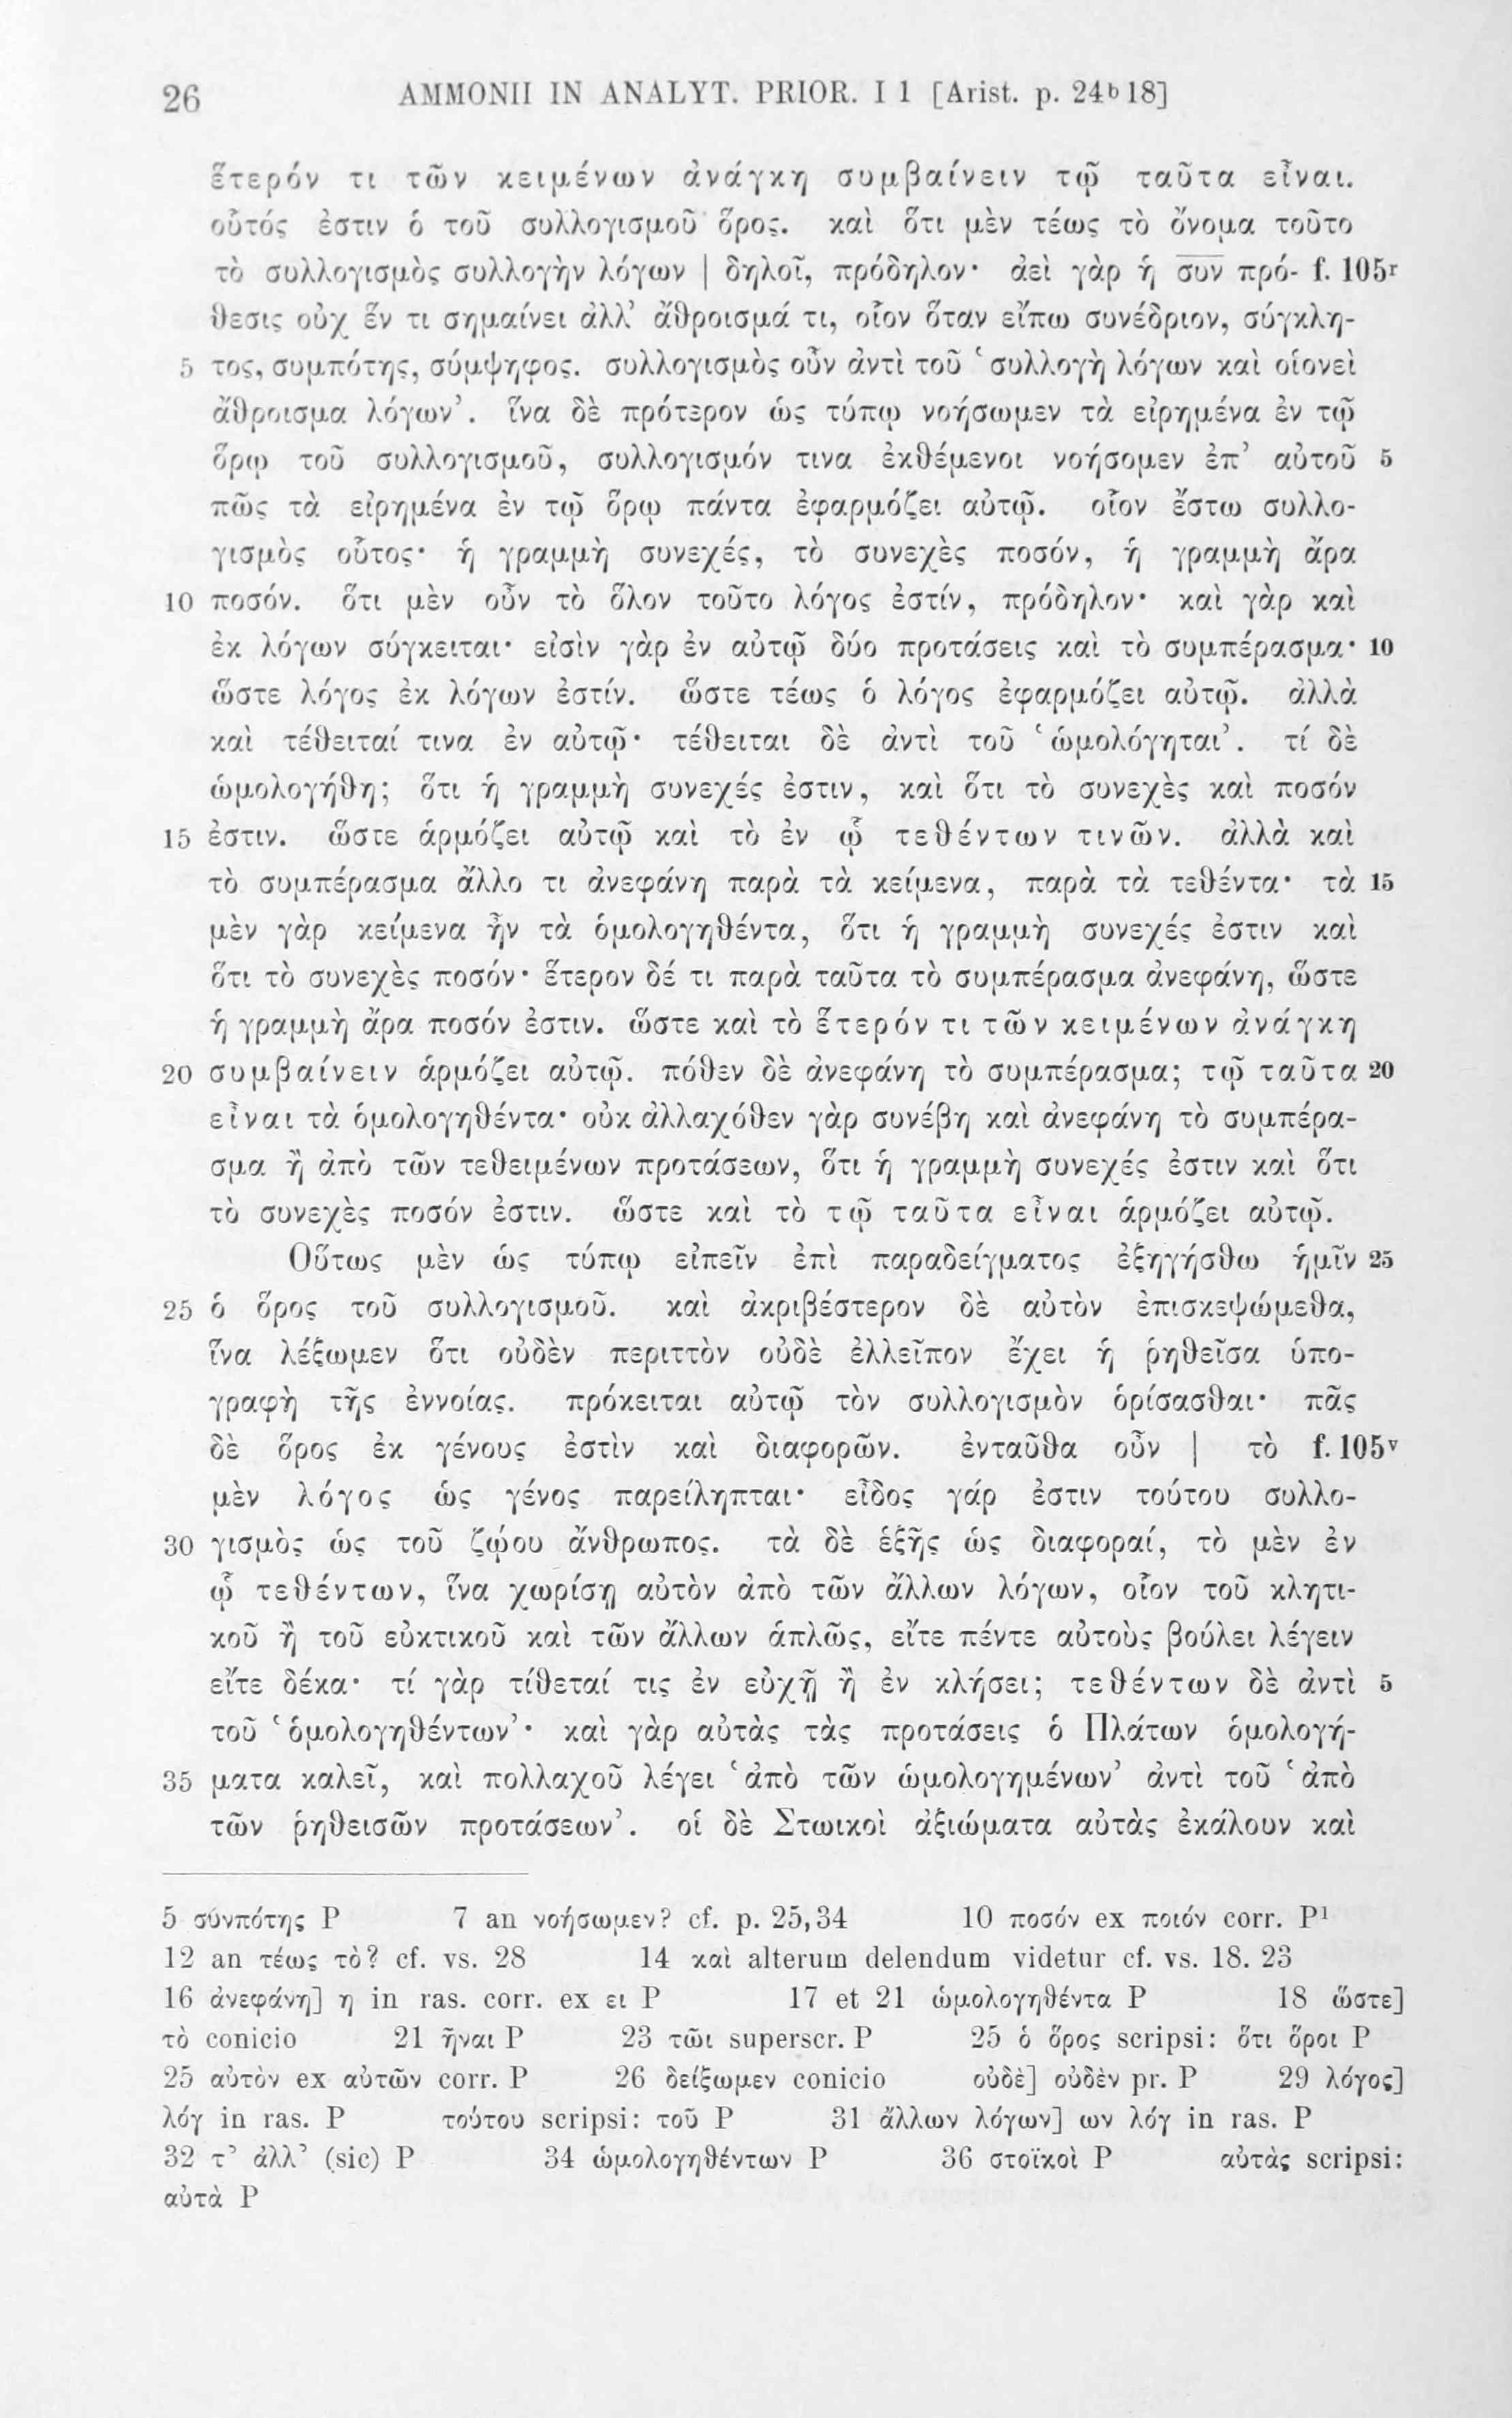 26 AMMONII IN ANALYT. PRIOR. I 1 [Arist. p. 24ᵇ18]
ἕτερόν τι τῶν κειμένων ἀνάγκη συμβαίνειν τῷ ταῦτα εἶναι.
οὗτός ἐστιν ὁ τοῦ συλλογισμοῦ ὅρος. καὶ ὅτι μὲν τέως τὸ ὄνομα τοῦτο
τὸ συλλογισμὸς συλλογὴν λόγων | δηλοῖ, πρόδηλον· ἀεὶ γὰρ ἡ συν πρό- f. 105ʳ
θεσις οὐχ ἕν τι σημαίνει ἀλλ’ ἄθροισμά τι, οἷον ὅταν εἴπω συνέδριον, σύγκλη-
5 τος, συμπότης, σύμψηφος. συλλογισμὸς οὖν ἀντὶ τοῦ ‘συλλογὴ λόγων καὶ οἱονεὶ
ἄθροισμα λόγων’. ἵνα δὲ πρότερον ὡς τύπῳ νοήσωμεν τὰ εἰρημένα ἐν τῷ
ὅρῳ τοῦ συλλογισμοῦ, συλλογισμόν τινα ἐκθέμενοι νοήσομεν ἐπ’ αὐτοῦ 5
πῶς τὰ εἰρημένα ἐν τῷ ὅρῳ πάντα ἐφαρμόζει αὐτῷ. οἷον ἔστω συλλο-
γισμὸς οὗτος· ἡ γραμμὴ συνεχές, τὸ συνεχὲς ποσόν, ἡ γραμμὴ ἄρα
10 ποσόν. ὅτι μὲν οὖν τὸ ὅλον τοῦτο λόγος ἐστίν, πρόδηλον· καὶ γὰρ καὶ
ἐκ λόγων σύγκειται· εἰσὶν γὰρ ἐν αὐτῷ δύο προτάσεις καὶ τὸ συμπέρασμα· 10
ὥστε λόγος ἐκ λόγων ἐστίν. ὥστε τέως ὁ λόγος ἐφαρμόζει αὐτῷ. ἀλλὰ
καὶ τέθειταί τινα ἐν αὐτῷ· τέθειται δὲ ἀντὶ τοῦ ‘ὡμολόγηται’. τί δὲ
ὡμολογήθη; ὅτι ἡ γραμμὴ συνεχές ἐστιν, καὶ ὅτι τὸ συνεχὲς καὶ ποσόν
15 ἐστιν. ὥστε ἁρμόζει αὐτῷ καὶ τὸ ἐν ᾧ τεθέντων τινῶν. ἀλλὰ καὶ
τὸ συμπέρασμα ἄλλο τι ἀνεφάνη παρὰ τὰ κείμενα, παρὰ τὰ τεθέντα· τὰ 15
μὲν γὰρ κείμενα ἦν τὰ ὁμολογηθέντα, ὅτι ἡ γραμμὴ συνεχές ἐστιν καὶ
ὅτι τὸ συνεχὲς ποσόν· ἕτερον δέ τι παρὰ ταῦτα τὸ συμπέρασμα ἀνεφάνη, ὥστε
ἡ γραμμὴ ἄρα ποσόν ἐστιν. ὥστε καὶ τὸ ἕτερόν τι τῶν κειμένων ἀνάγκη
20 συμβαίνειν ἁρμόζει αὐτῷ. πόθεν δὲ ἀνεφάνη τὸ συμπέρασμα; τῷ ταῦτα 20
εἶναι τὰ ὁμολογηθέντα· οὐκ ἀλλαχόθεν γὰρ συνέβη καὶ ἀνεφάνη τὸ συμπέρα-
σμα ἢ ἀπὸ τῶν τεθειμένων προτάσεων, ὅτι ἡ γραμμὴ συνεχές ἐστιν καὶ ὅτι
τὸ συνεχὲς ποσόν ἐστιν. ὥστε καὶ τὸ τῷ ταῦτα εἶναι ἁρμόζει αὐτῷ.
Οὕτως μὲν ὡς τύπῳ εἰπεῖν ἐπὶ παραδείγματος ἐξηγήσθω ἡμῖν 25
25 ὁ ὅρος τοῦ συλλογισμοῦ. καὶ ἀκριβέστερον δὲ αὐτὸν ἐπισκεψώμεθα,
ἵνα λέξωμεν ὅτι οὐδὲν περιττὸν οὐδὲ ἐλλεῖπον ἔχει ἡ ῥηθεῖσα ὑπο-
γραφὴ τῆς ἐννοίας. πρόκειται αὐτῷ τὸν συλλογισμὸν ὁρίσασθαι· πᾶς
δὲ ὅρος ἐκ γένους ἐστὶν καὶ διαφορῶν. ἐνταῦθα οὖν | τὸ f. 105ᵛ
μὲν λόγος ὡς γένος παρείληπται· εἶδος γάρ ἐστιν τούτου συλλο-
30 γισμὸς ὡς τοῦ ζῴου ἄνθρωπος. τὰ δὲ ἑξῆς ὡς διαφοραί, τὸ μὲν ἐν
ᾧ τεθέντων, ἵνα χωρίσῃ αὐτὸν ἀπὸ τῶν ἄλλων λόγων, οἷον τοῦ κλητι-
κοῦ ἢ τοῦ εὐκτικοῦ καὶ τῶν ἄλλων ἁπλῶς, εἴτε πέντε αὐτοὺς βούλει λέγειν
εἴτε δέκα· τί γὰρ τίθεταί τις ἐν εὐχῇ ἢ ἐν κλήσει; τεθέντων δὲ ἀντὶ 5
τοῦ ‘ὁμολογηθέντων’· καὶ γὰρ αὐτὰς τὰς προτάσεις ὁ Πλάτων ὁμολογή-
35 ματα καλεῖ, καὶ πολλαχοῦ λέγει ‘ἀπὸ τῶν ὡμολογημένων’ ἀντὶ τοῦ ‘ἀπὸ
τῶν ῥηθεισῶν προτάσεων’. οἱ δὲ Στωικοὶ ἀξιώματα αὐτὰς ἐκάλουν καὶ
5 σύνπότης P 7 an νοήσωμεν? cf. p. 25,34 10 ποσόν ex ποιόν corr. P¹
12 an τέως τὸ? cf. vs. 28 14 καὶ alterum delendum videtur cf. vs. 18. 23
16 ἀνεφάνη] η in ras. corr. ex ει P 17 et 21 ὡμολογηθέντα P 18 ὥστε]
τὸ conicio 21 ἦναι P 23 τῶι superscr. P 25 ὁ ὅρος scripsi: ὅτι ὅροι P
25 αὐτὸν ex αὐτῶν corr. P 26 δείξωμεν conicio οὐδὲ] οὐδὲν pr. P 29 λόγος]
λόγ in ras. P τούτου scripsi: τοῦ P 31 ἄλλων λόγων] ων λόγ in ras. P
32 τ’ ἀλλ’ (sic) P 34 ὡμολογηθέντων P 36 στοϊκοὶ P αὐτὰς scripsi:
αὐτὰ P